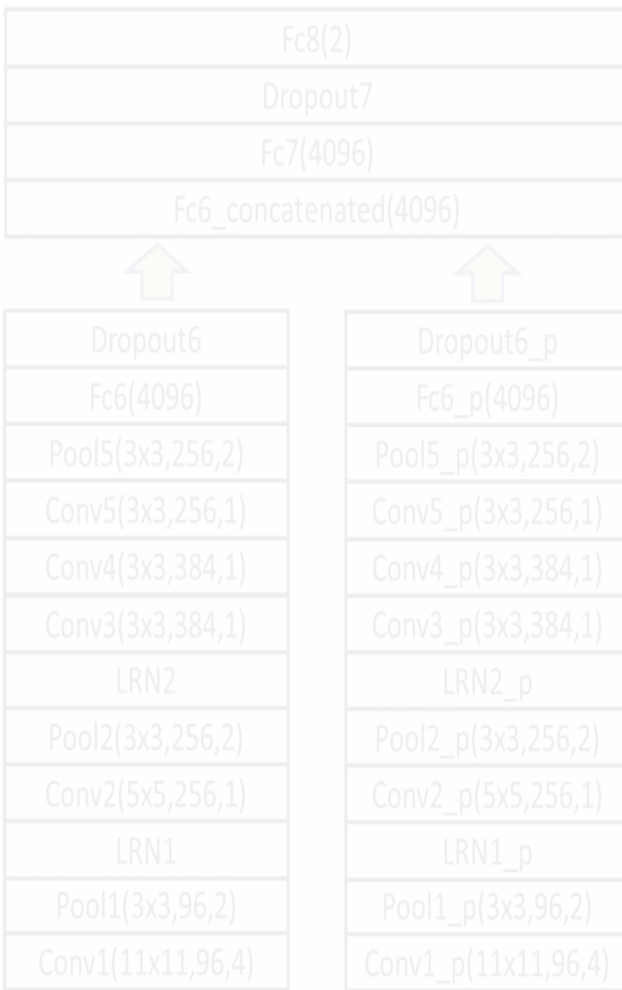 Fc8(2)
Dropout7
Fc7(4096)
Fc6_concatenated(4096)
Dropout6
Fc6(4096)
Pool5(3x3,256,2)
Conv5(3x3,256,1)
Conv4(3x3,384,1)
Conv3(3x3,384,1)
LRN2
Pool2(3x3,256,2)
Conv2(5x5,256,1)
LRN1
Pool1(3x3,96,2)
Conv1(11x11,96,4)
Dropout6_p
Fc6_p(4096)
Pool5_p(3x3,256,2)
Conv5_p(3x3,256,1)
Conv4_p(3x3,384,1)
Conv3_p(3x3,384,1)
LRN2_p
Pool2_p(3x3,256,2)
Conv2_p(5x5,256,1)
LRN1_p
Pool1_p(3x3,96,2)
Conv1_p(11x11,96,4)